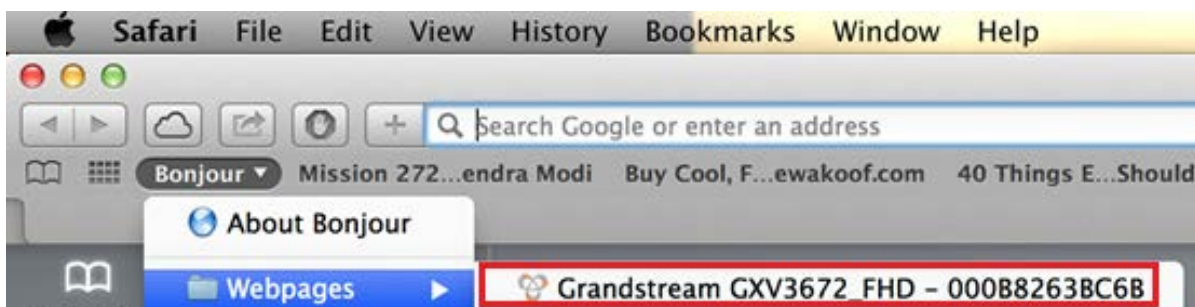 Safari File Edit View History Bookmarks Window Help
Search Google or enter an address
Bonjour Mission 272...endra Modi Buy Cool, F...ewakoof.com 40 Things E...Should
About Bonjour
Webpages Grandstream GXV3672_FHD – 000B8263BC6B